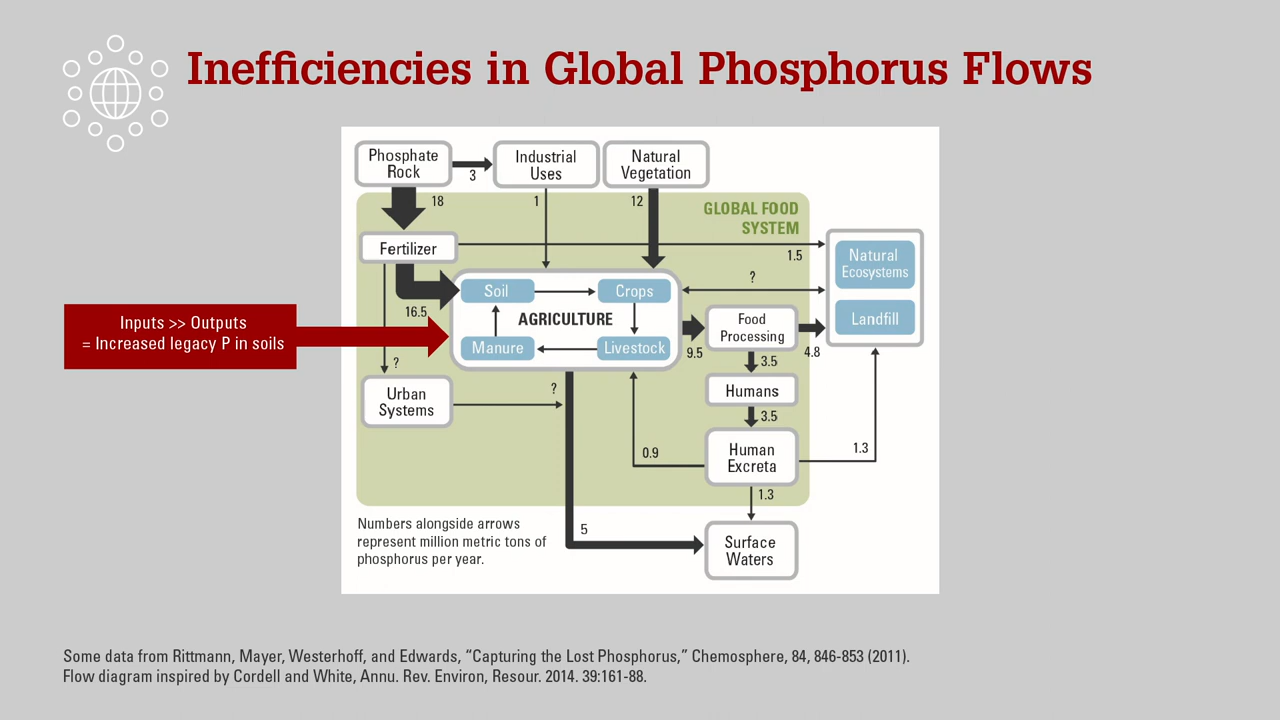 Inefficiencies in Global Phosphorus Flows
Phosphate
Rock
3
Industrial
Uses
Natural
Vegetation
18
1
12
GLOBAL FOOD
SYSTEM
Fertilizer
1.5
Natural
Ecosystems
Landfill
?
16.5
Soil
Crops
AGRICULTURE
Manure
Livestock
Inputs >> Outputs
= Increased legacy P in soils
9.5
Food
Processing
4.8
3.5
?
Urban
Systems
?
Humans
3.5
0.9
Human
Excreta
1.3
1.3
5
Surface
Waters
Numbers alongside arrows
represent million metric tons of
phosphorus per year.
Some data from Rittmann, Mayer, Westerhoff, and Edwards, “Capturing the Lost Phosphorus,” Chemosphere, 84, 846-853 (2011).
Flow diagram inspired by Cordell and White, Annu. Rev. Environ, Resour. 2014. 39:161-88.